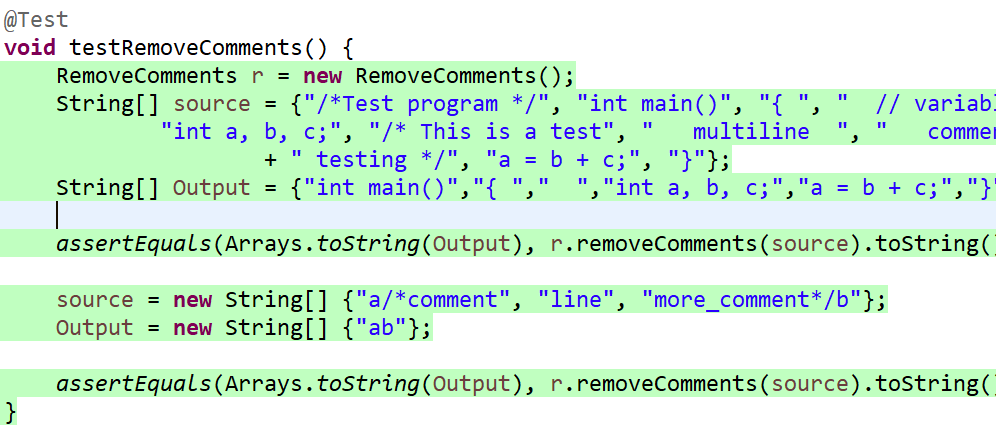 @Test
void testRemoveComments() {
RemoveComments r = new RemoveComments();
String[] source = {"/*Test program */", "int main()", "{ ", "  // variabl
"int a, b, c;", "/* This is a test", "   multiline  ", "   commen
+ " testing */", "a = b + c;", "}"};
String[] Output = {"int main()","{ ","  ","int a, b, c;","a = b + c;","}"
assertEquals(Arrays.toString(Output), r.removeComments(source).toString()
source = new String[] {"a/*comment", "line", "more_comment*/b"};
Output = new String[] {"ab"};
assertEquals(Arrays.toString(Output), r.removeComments(source).toString()
}